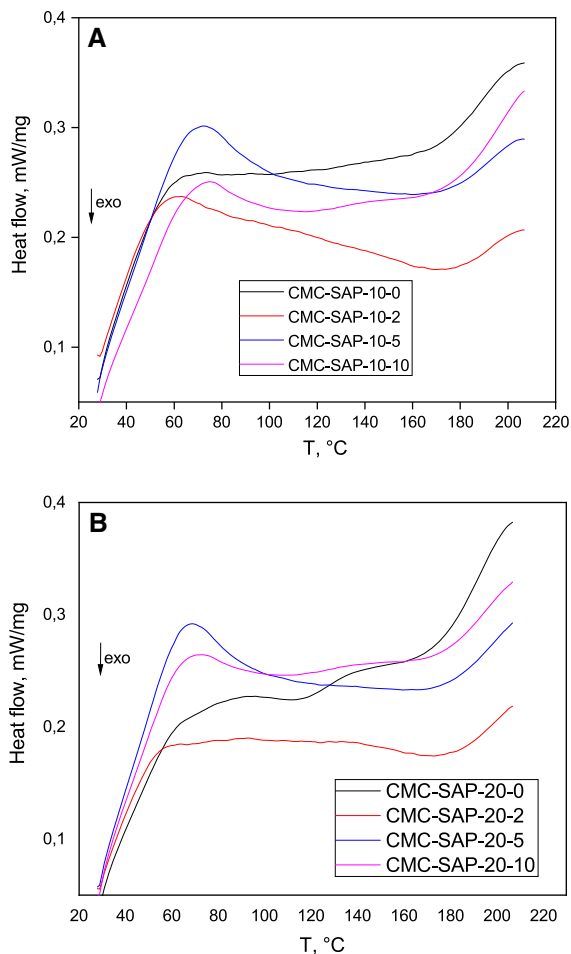 A
0,4
0,3
0,2
0,1
Heat flow, mW/mg
exo
CMC-SAP-10-0
CMC-SAP-10-2
CMC-SAP-10-5
CMC-SAP-10-10
20 40 60 80 100 120 140 160 180 200 220
T, °C
B
0,4
0,3
0,2
0,1
Heat flow, mW/mg
exo
CMC-SAP-20-0
CMC-SAP-20-2
CMC-SAP-20-5
CMC-SAP-20-10
20 40 60 80 100 120 140 160 180 200 220
T, °C